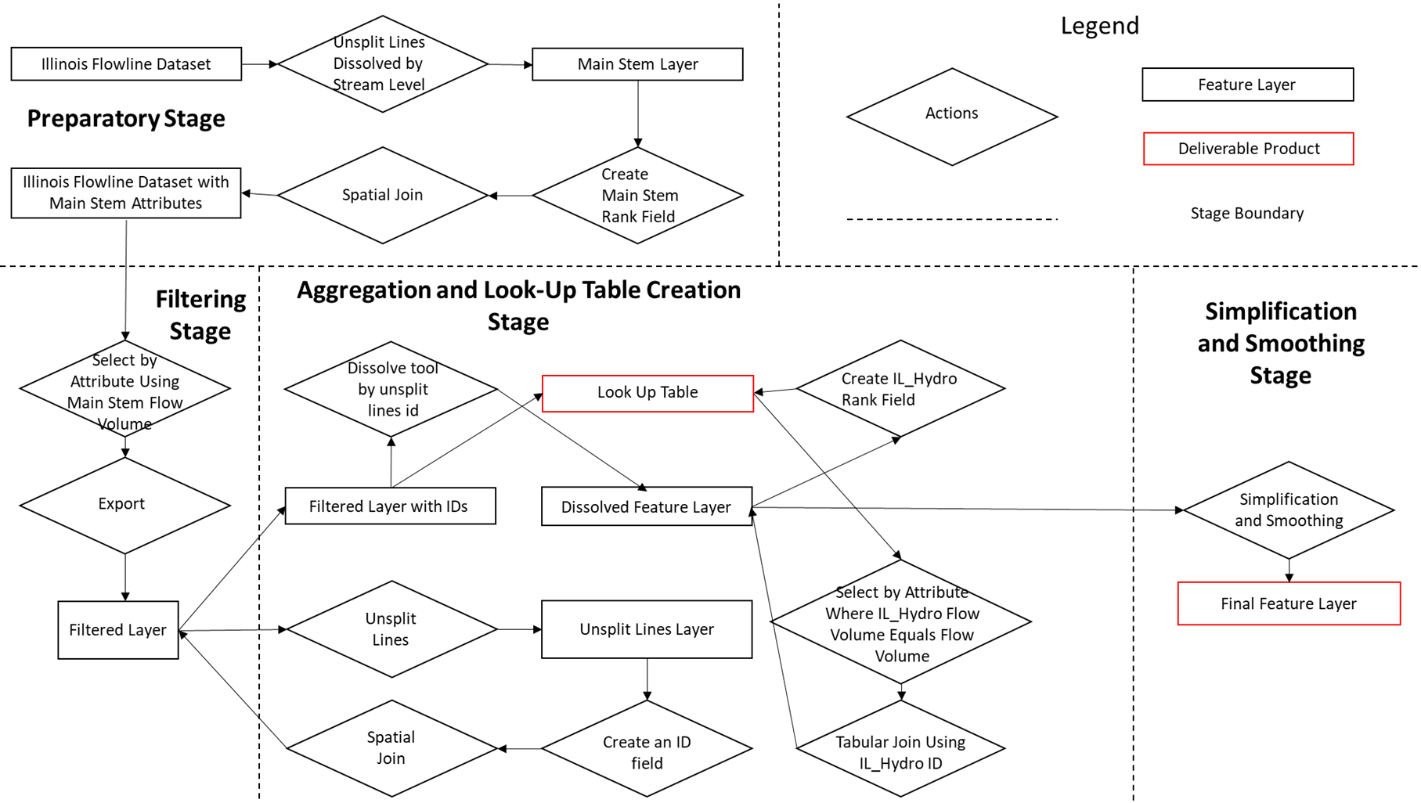 Illinois Flowline Dataset
Unsplit Lines
Dissolved by
Stream Level
Main Stem Layer
Preparatory Stage
Illinois Flowline Dataset with
Main Stem Attributes
Spatial Join
Create
Main Stem
Rank Field
Legend
Actions
Feature Layer
Deliverable Product
Stage Boundary
Filtering
Stage
Select by
Attribute Using
Main Stem Flow
Volume
Export
Filtered Layer
Aggregation and Look-Up Table Creation
Stage
Dissolve tool
by unsplit
lines id
Look Up Table
Create IL_Hydro
Rank Field
Filtered Layer with IDs
Dissolved Feature Layer
Unsplit
Lines
Unsplit Lines Layer
Select by Attribute
Where IL_Hydro Flow
Volume Equals Flow
Volume
Spatial
Join
Create an ID
field
Tabular Join Using
IL_Hydro ID
Simplification
and Smoothing
Stage
Simplification
and Smoothing
Final Feature Layer